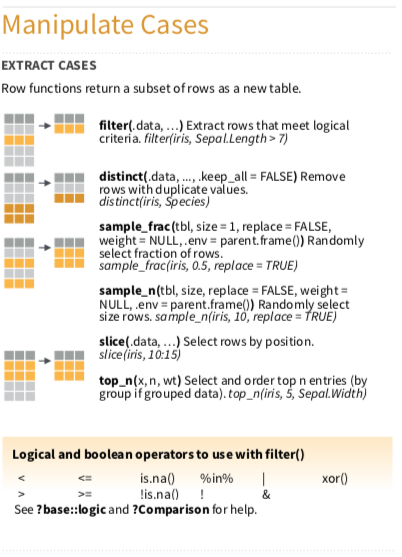 Manipulate Cases
EXTRACT CASES
Row functions return a subset of rows as a new table.
filter(.data, …) Extract rows that meet logical
criteria. filter(iris, Sepal.Length > 7)
distinct(.data, ..., .keep_all = FALSE) Remove
rows with duplicate values.
distinct(iris, Species)
sample_frac(tbl, size = 1, replace = FALSE,
weight = NULL, .env = parent.frame()) Randomly
select fraction of rows.
sample_frac(iris, 0.5, replace = TRUE)
sample_n(tbl, size, replace = FALSE, weight =
NULL, .env = parent.frame()) Randomly select
size rows. sample_n(iris, 10, replace = TRUE)
slice(.data, …) Select rows by position.
slice(iris, 10:15)
top_n(x, n, wt) Select and order top n entries (by
group if grouped data). top_n(iris, 5, Sepal.Width)
Logical and boolean operators to use with filter()
< <= is.na() %in% | xor()
> >= !is.na() ! &
See ?base::logic and ?Comparison for help.